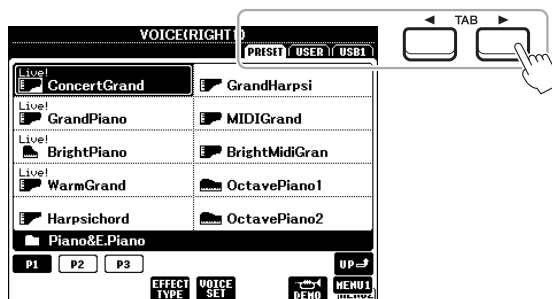 VOICE(RIGHT1)
TAB
PRESET USER USB1
Live!
ConcertGrand GrandHarpsi
Live!
GrandPiano MIDIGrand
Live!
BrightPiano BrightMidiGran
Live!
WarmGrand OctavePiano1
Harpsichord OctavePiano2
Piano&E.Piano
P1 P2 P3 UP
EFFECT TYPE VOICE SET DEMO MENU1
MENU2